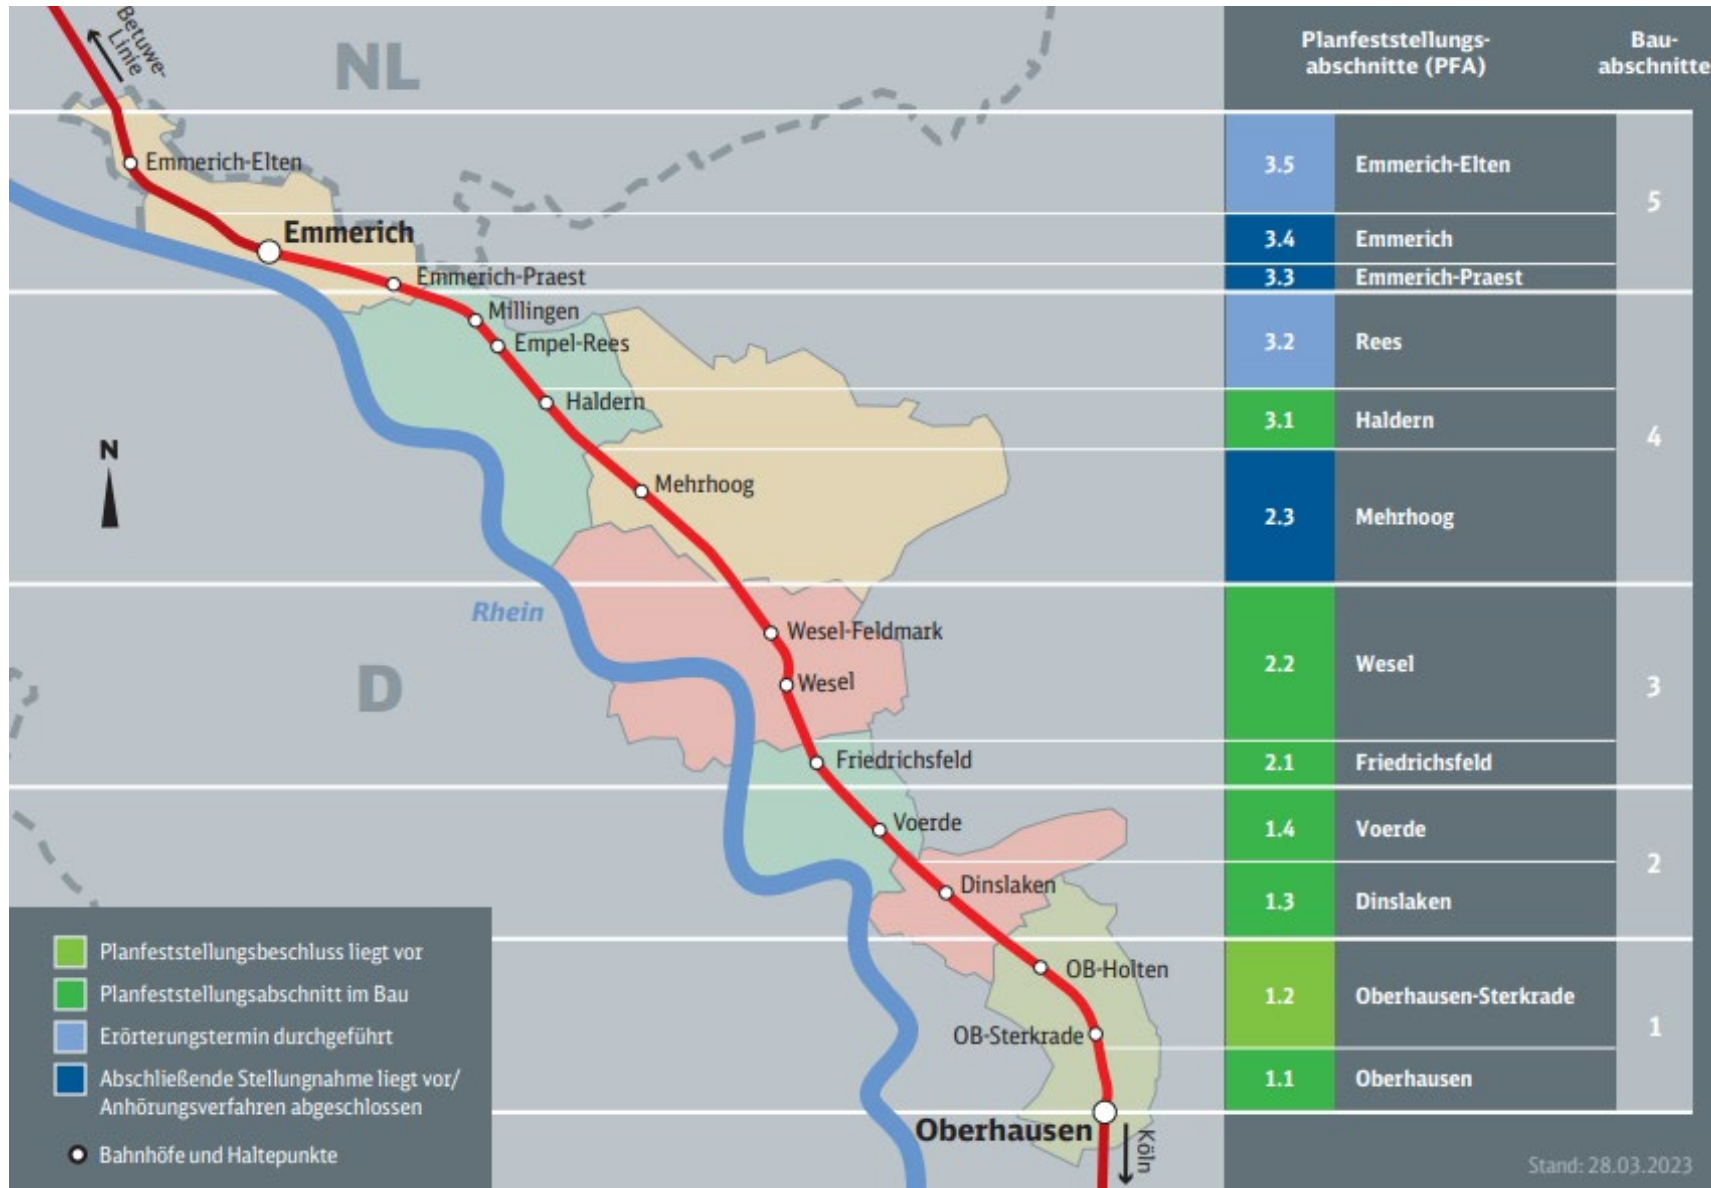 Betuwe-
Linie
NL
Planfeststellungs-
abschnitte (PFA)
Bau-
abschnitte
Emmerich-Elten
Emmerich
Emmerich-Praest
Millingen
Empel-Rees
Haldern
Mehrhoog
Wesel-Feldmark
Wesel
Friedrichsfeld
Voerde
Dinslaken
OB-Holten
OB-Sterkrade
Oberhausen
Köln
N
Rhein
D
3.5 Emmerich-Elten
3.4 Emmerich
3.3 Emmerich-Praest
5
3.2 Rees
3.1 Haldern
2.3 Mehrhoog
4
2.2 Wesel
2.1 Friedrichsfeld
3
1.4 Voerde
1.3 Dinslaken
2
1.2 Oberhausen-Sterkrade
1.1 Oberhausen
1
Planfeststellungsbeschluss liegt vor
Planfeststellungsabschnitt im Bau
Erörterungstermin durchgeführt
Abschließende Stellungnahme liegt vor/
Anhörungsverfahren abgeschlossen
Bahnhöfe und Haltepunkte
Stand: 28.03.2023